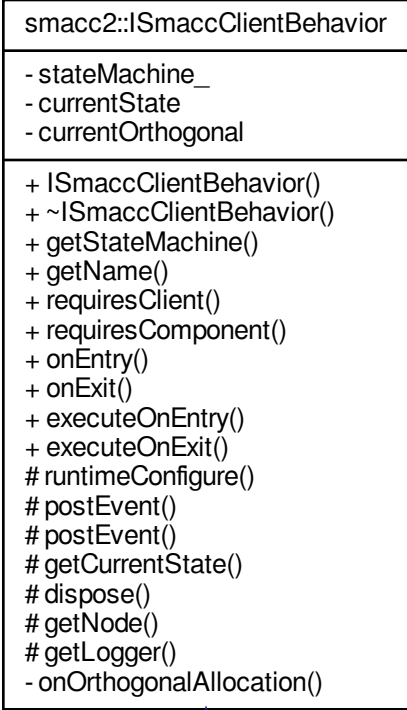 smacc2::ISmaccClientBehavior
- stateMachine_
- currentState
- currentOrthogonal
+ ISmaccClientBehavior()
+ ~ISmaccClientBehavior()
+ getStateMachine()
+ getName()
+ requiresClient()
+ requiresComponent()
+ onEntry()
+ onExit()
+ executeOnEntry()
+ executeOnExit()
# runtimeConfigure()
# postEvent()
# postEvent()
# getCurrentState()
# dispose()
# getNode()
# getLogger()
- onOrthogonalAllocation()